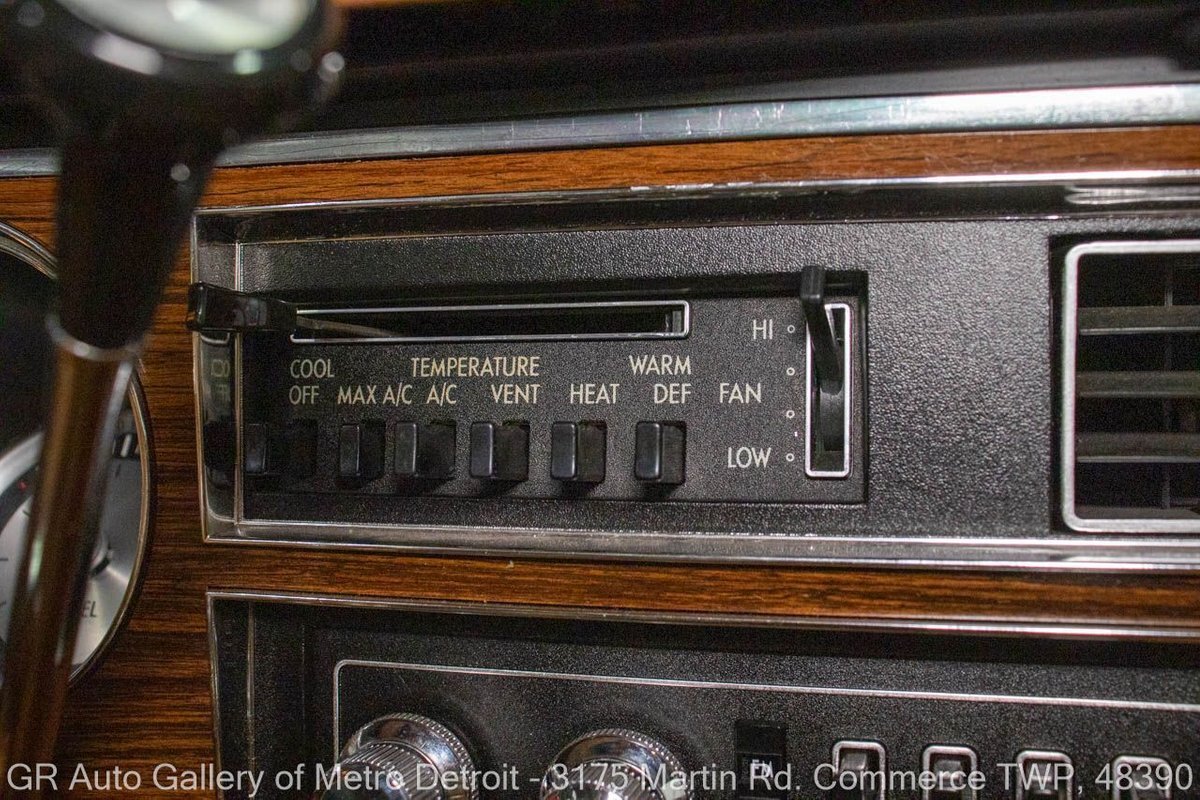 COOL TEMPERATURE WARM
OFF MAX A/C A/C VENT HEAT DEF
HI
FAN
LOW
GR Auto Gallery of Metro Detroit - 3175 Martin Rd. Commerce TWP, 48390